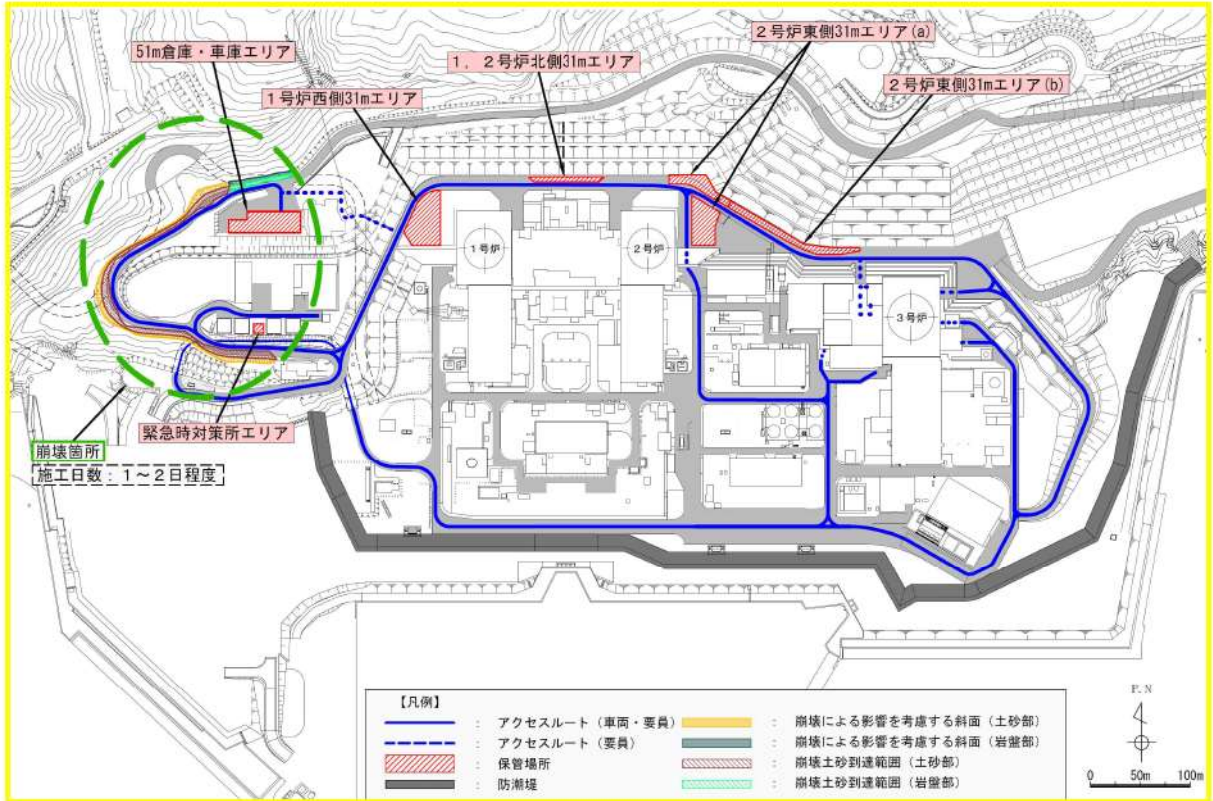 51m倉庫・車庫エリア
1号炉西側31mエリア
1,2号炉北側31mエリア
2号炉東側31mエリア(a)
2号炉東側31mエリア(b)
1号炉
2号炉
3号炉
緊急時対策所エリア
崩壊箇所
施工日数:1~2日程度
【凡例】
: アクセスルート(車両・要員)
: アクセスルート(要員)
: 保管場所
: 防潮堤
: 崩壊による影響を考慮する斜面(土砂部)
: 崩壊による影響を考慮する斜面(岩盤部)
: 崩壊土砂到達範囲(土砂部)
: 崩壊土砂到達範囲(岩盤部)
P.N
0 50m 100m